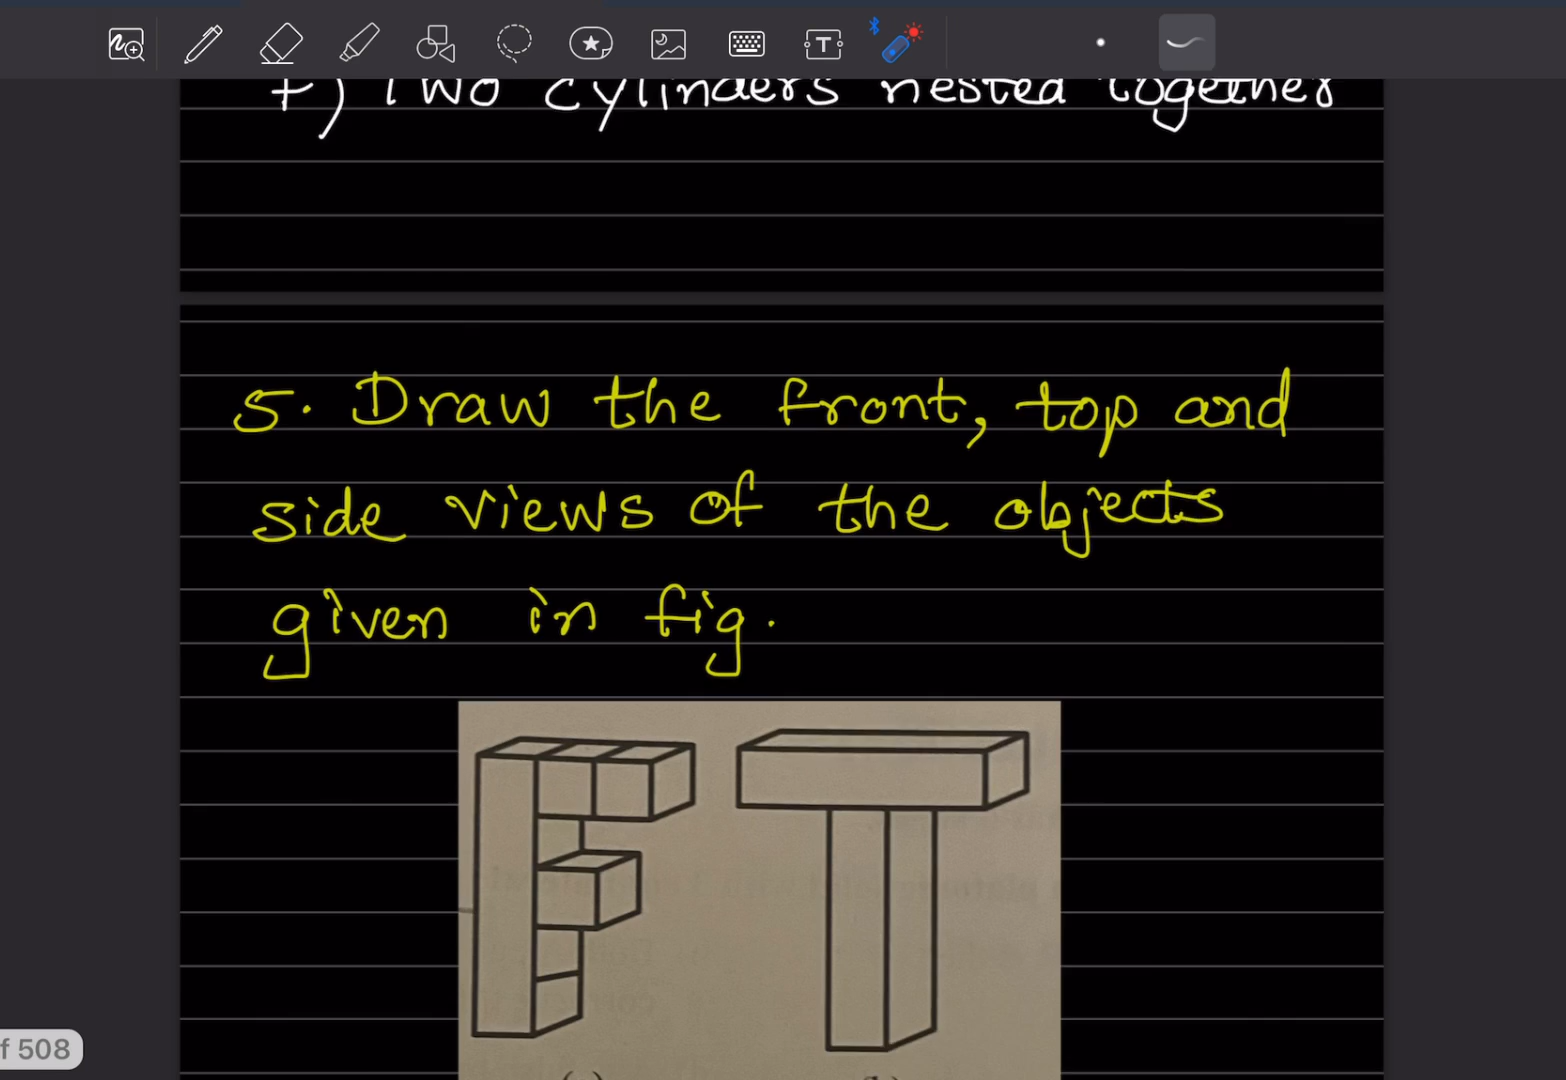 f) Two cylinders nested together
5. Draw the front, top and
side views of the objects
given in fig.
f 508